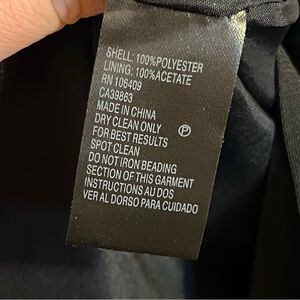 SHELL: 100%POLYESTER
LINING: 100%ACETATE
RN 106409
CA39863
MADE IN CHINA
DRY CLEAN ONLY
FOR BEST RESULTS
SPOT CLEAN
DO NOT IRON BEADING
SECTION OF THIS GARMENT
INSTRUCTIONS AU DOS
VER AL DORSO PARA CUIDADO
P